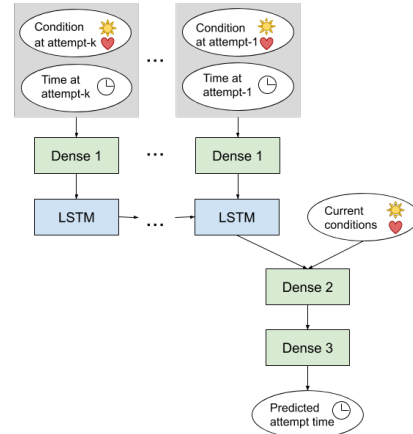 Condition
at attempt-k
Time at
attempt-k
...
Condition
at attempt-1
Time at
attempt-1
Dense 1
...
Dense 1
LSTM
...
LSTM
Current
conditions
Dense 2
Dense 3
Predicted
attempt time